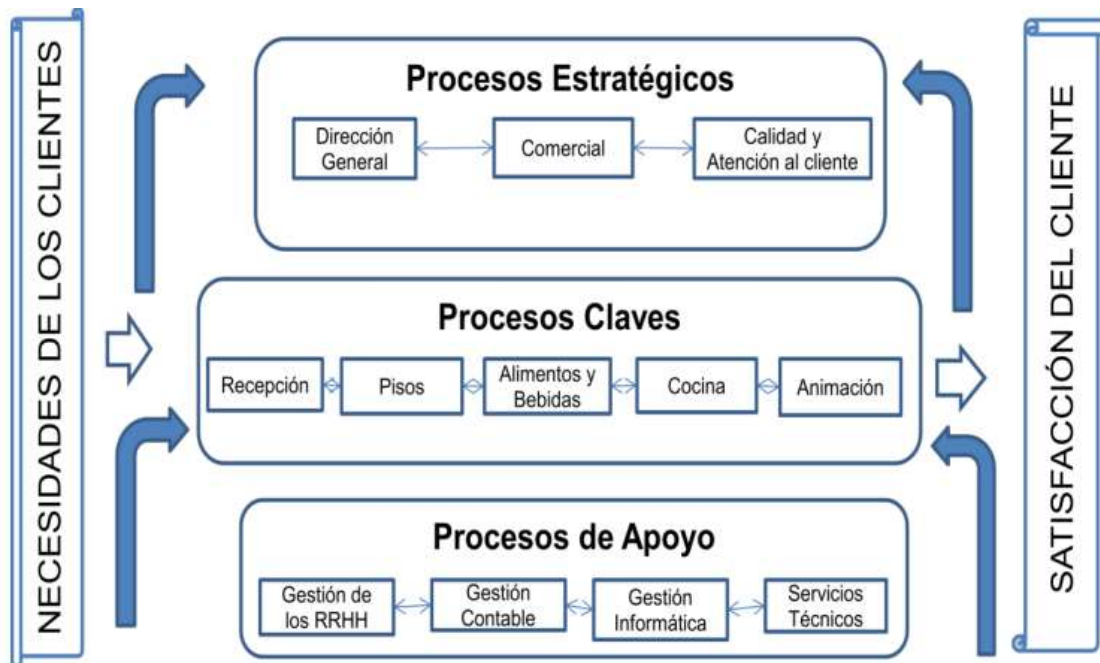 NECESIDADES DE LOS CLIENTES
Procesos Estratégicos
Dirección
General
Comercial
Calidad y
Atención al cliente
Procesos Claves
Recepción
Pisos
Alimentos y
Bebidas
Cocina
Animación
Procesos de Apoyo
Gestión de
los RRHH
Gestión
Contable
Gestión
Informática
Servicios
Técnicos
SATISFACCIÓN DEL CLIENTE